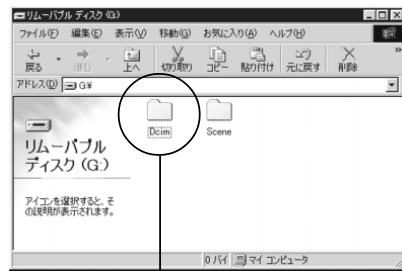 リムーバブル ディスク (G:)
ファイル(F) 編集(E) 表示(V) 移動(G) お気に入り(A) ヘルプ(H)
戻る 進む 上へ 切り取り コピー 貼り付け 元に戻す 削除 »
アドレス(D) G:¥
Dcim Scene
リムーバブル
ディスク (G:)
アイコンを選択すると、そ
の説明が表示されます。
0 バイ マイ コンピュータ